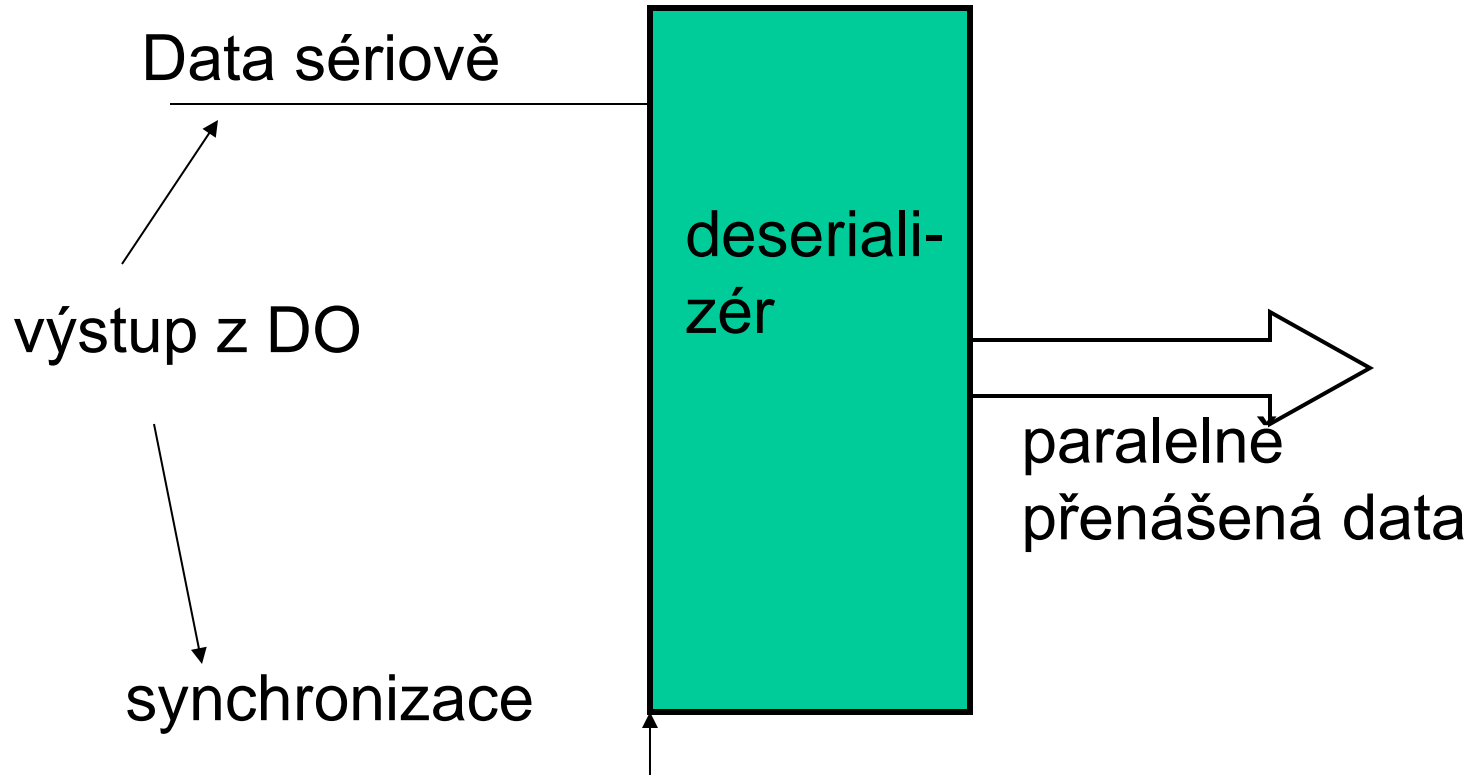 Data sériově
deseriali-
zér
výstup z DO
paralelně
přenášená data
synchronizace